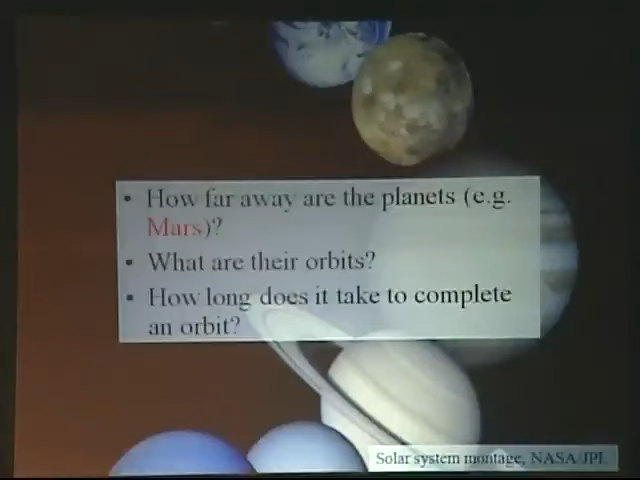 • How far away are the planets (e.g.
Mars)?
• What are their orbits?
• How long does it take to complete
an orbit?
Solar system montage, NASA/JPL